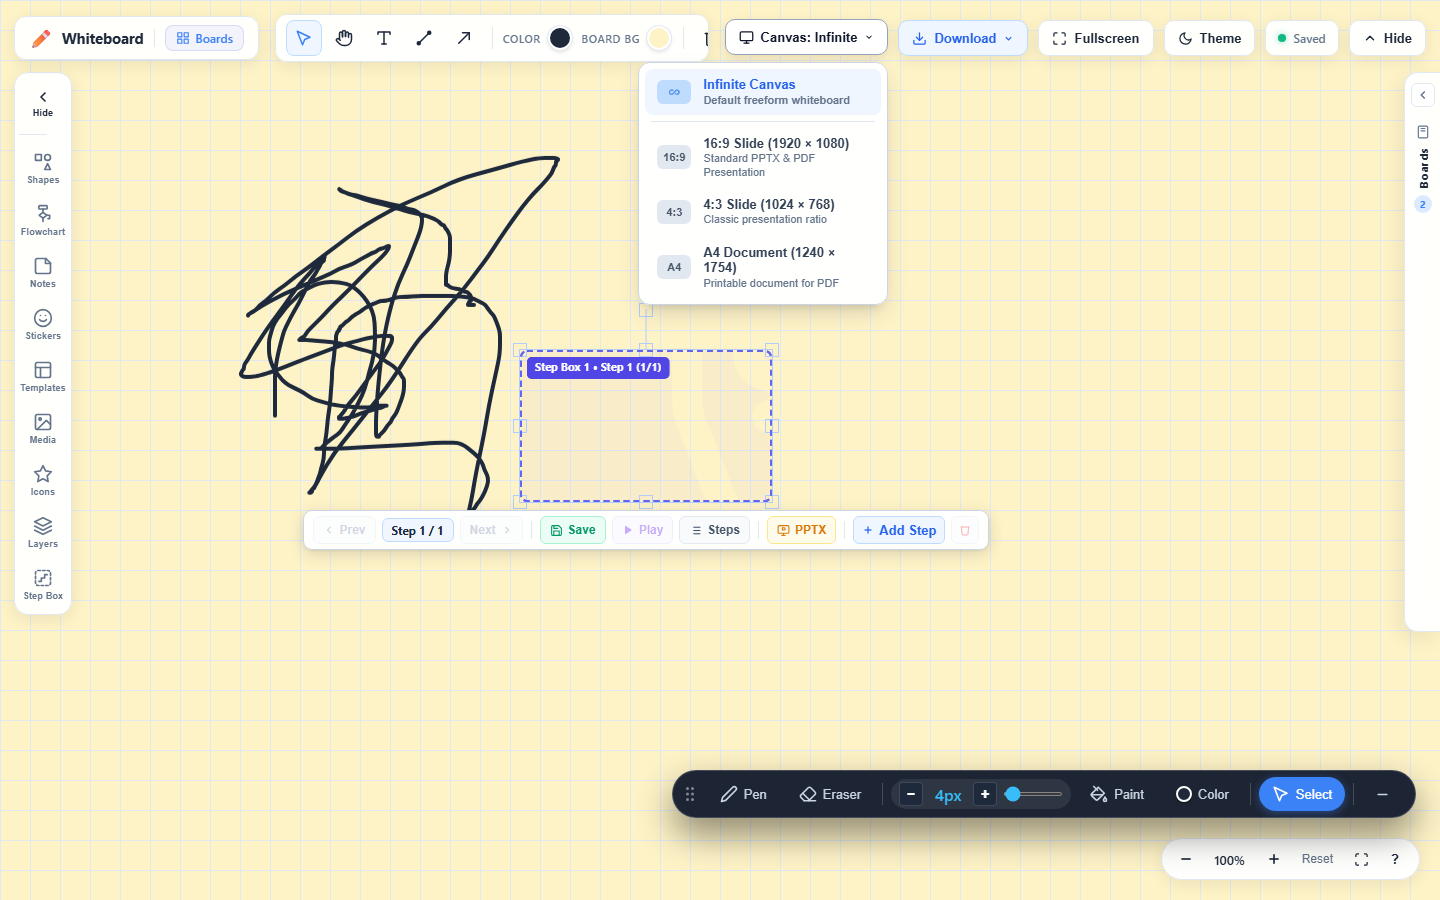 Whiteboard
Boards
COLOR
BOARD BG
Canvas: Infinite
Download
Fullscreen
Theme
Saved
Hide
Infinite Canvas
Default freeform whiteboard
16:9
16:9 Slide (1920 × 1080)
Standard PPTX & PDF
Presentation
4:3
4:3 Slide (1024 × 768)
Classic presentation ratio
A4
A4 Document (1240 ×
1754)
Printable document for PDF
Hide
Shapes
Flowchart
Notes
Stickers
Templates
Media
Icons
Layers
Step Box
Boards
2
Step Box 1 • Step 1 (1/1)
Prev
Step 1 / 1
Next
Save
Play
Steps
PPTX
+ Add Step
Pen
Eraser
− 4px +
Paint
Color
Select
−
− 100% +
Reset
?